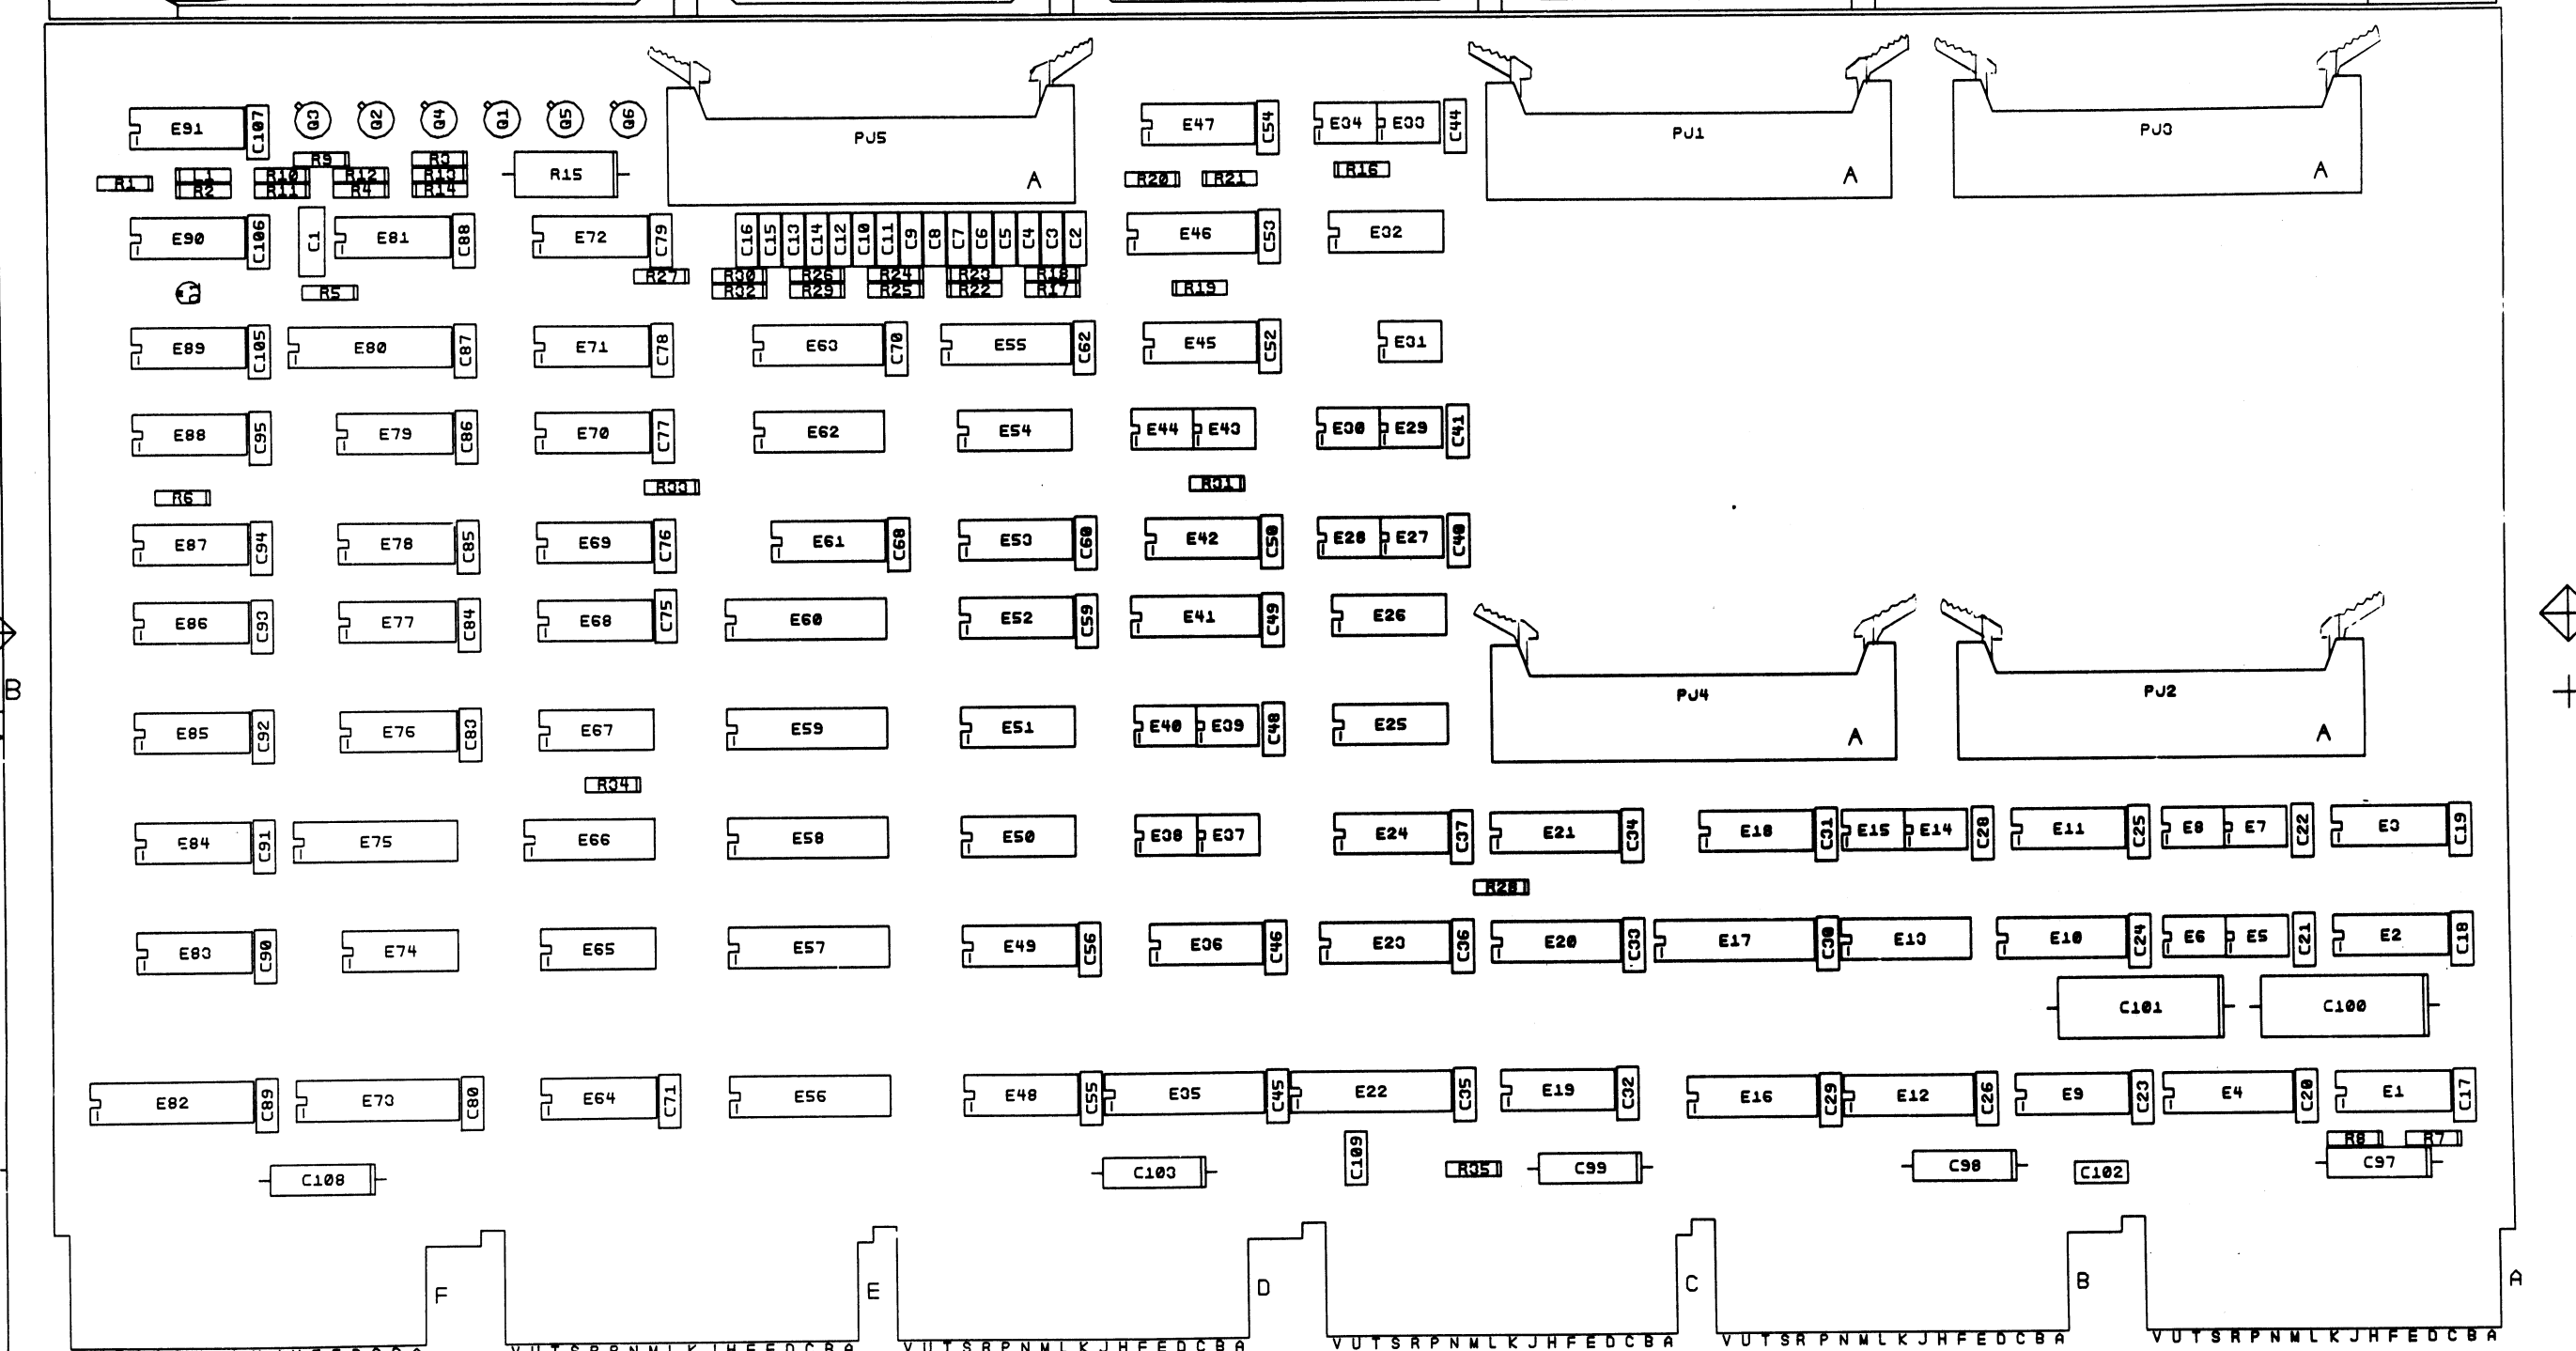 E91 C107 Q3 Q2 Q4 Q1 Q5 Q6 PJ5 E47 C54 E34 E33 C44 PJ1 PJ3
R9 R3
R1 L1 R10 R12 R13 R15 A R20 R21 R16 A A
R2 R11 R4 R14
E90 C106 C1 E81 C88 E72 C79 C16 C15 C13 C14 C12 C10 C11 C9 C8 C7 C6 C5 C4 C3 C2 E46 C53 E32
R27 R30 R26 R24 R23 R18
R5 R32 R29 R25 R22 R17 R19
E89 C105 E80 C87 E71 C78 E63 C70 E55 C62 E45 C52 E31
E88 C95 E79 C86 E70 C77 E62 E54 E44 E43 E30 E29 C41
R6 R33 R31
E87 C94 E78 C85 E69 C76 E61 C68 E53 C60 E42 C50 E28 E27 C40
E86 C93 E77 C84 E68 C75 E60 E52 C59 E41 C49 E26
B PJ4 PJ2
E85 C92 E76 C83 E67 E59 E51 E40 E39 C48 E25 A A
R34
E84 C91 E75 E66 E58 E50 E38 E37 E24 C37 E21 C34 E18 C31 E15 E14 C28 E11 C25 E8 E7 C22 E3 C19
R28
E83 C90 E74 E65 E57 E49 C56 E36 C46 E23 C36 E20 C33 E17 C30 E13 E10 C24 E6 E5 C21 E2 C18
C101 C100
E82 C89 E73 C80 E64 C71 E56 E48 C55 E35 C45 E22 C35 E19 C32 E16 C29 E12 C26 E9 C23 E4 C20 E1 C17
R8 R7
C108 C103 C109 R35 C99 C98 C102 C97
F E D C B A
V U T S R P N M L K J H F E D C B A V U T S R P N M L K J H F E D C B A V U T S R P N M L K J H F E D C B A V U T S R P N M L K J H F E D C B A V U T S R P N M L K J H F E D C B A